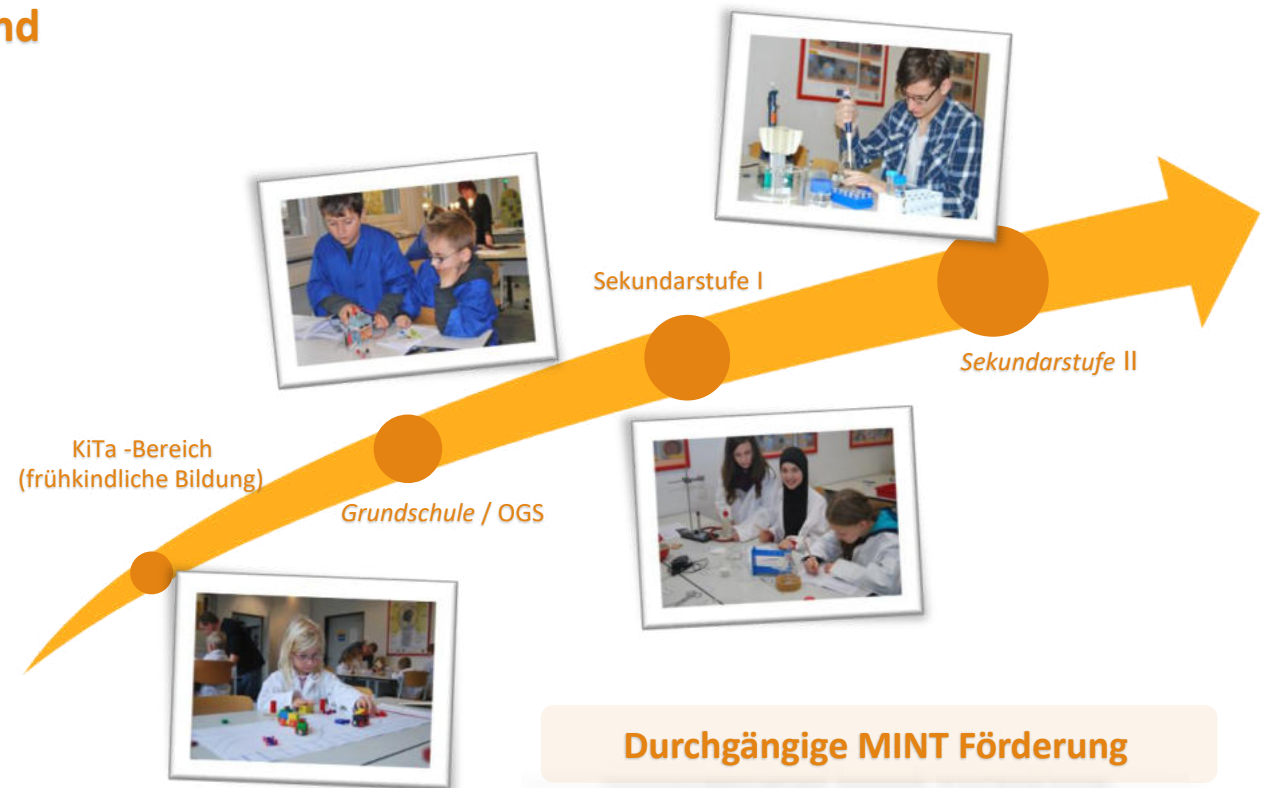 nd
Sekundarstufe I
Sekundarstufe II
KiTa -Bereich
(frühkindliche Bildung)
Grundschule / OGS
Durchgängige MINT Förderung